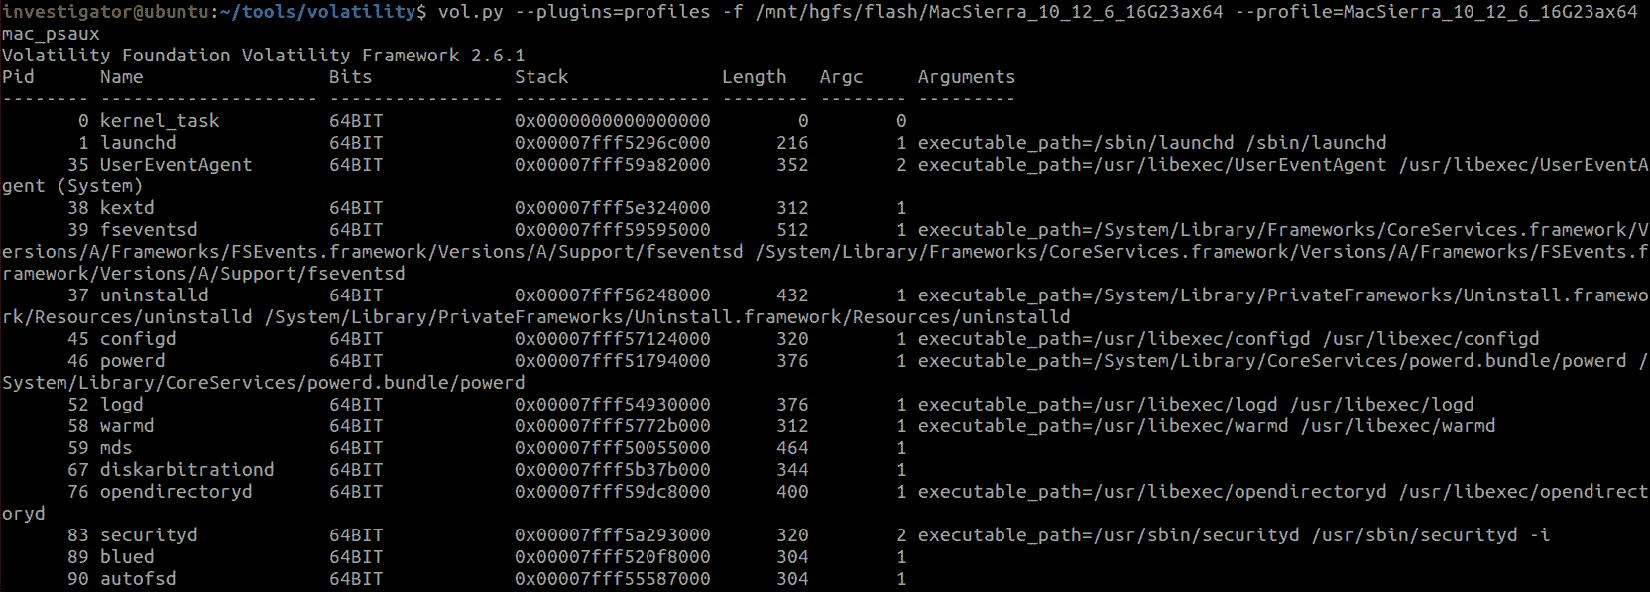 investigator@ubuntu:~/tools/volatility$ vol.py --plugins=profiles -f /mnt/hgfs/flash/MacSierra_10_12_6_16G23ax64 --profile=MacSierra_10_12_6_16G23ax64
mac_psaux
Volatility Foundation Volatility Framework 2.6.1
Pid      Name                 Bits             Stack              Length   Argc     Arguments
-------- -------------------- ---------------- ------------------ -------- -------- ---------
       0 kernel_task          64BIT            0x0000000000000000        0        0
       1 launchd              64BIT            0x00007fff5296c000      216        1 executable_path=/sbin/launchd /sbin/launchd
      35 UserEventAgent       64BIT            0x00007fff59a82000      352        2 executable_path=/usr/libexec/UserEventAgent /usr/libexec/UserEventA
gent (System)
      38 kextd                64BIT            0x00007fff5e324000      312        1
      39 fseventsd            64BIT            0x00007fff59595000      512        1 executable_path=/System/Library/Frameworks/CoreServices.framework/V
ersions/A/Frameworks/FSEvents.framework/Versions/A/Support/fseventsd /System/Library/Frameworks/CoreServices.framework/Versions/A/Frameworks/FSEvents.f
ramework/Versions/A/Support/fseventsd
      37 uninstalld           64BIT            0x00007fff56248000      432        1 executable_path=/System/Library/PrivateFrameworks/Uninstall.framewo
rk/Resources/uninstalld /System/Library/PrivateFrameworks/Uninstall.framework/Resources/uninstalld
      45 configd              64BIT            0x00007fff57124000      320        1 executable_path=/usr/libexec/configd /usr/libexec/configd
      46 powerd               64BIT            0x00007fff51794000      376        1 executable_path=/System/Library/CoreServices/powerd.bundle/powerd /
System/Library/CoreServices/powerd.bundle/powerd
      52 logd                 64BIT            0x00007fff54930000      376        1 executable_path=/usr/libexec/logd /usr/libexec/logd
      58 warmd                64BIT            0x00007fff5772b000      312        1 executable_path=/usr/libexec/warmd /usr/libexec/warmd
      59 mds                  64BIT            0x00007fff50055000      464        1
      67 diskarbitrationd     64BIT            0x00007fff5b37b000      344        1
      76 opendirectoryd       64BIT            0x00007fff59dc8000      400        1 executable_path=/usr/libexec/opendirectoryd /usr/libexec/opendirect
oryd
      83 securityd            64BIT            0x00007fff5a293000      320        2 executable_path=/usr/sbin/securityd /usr/sbin/securityd -i
      89 blued                64BIT            0x00007fff520f8000      304        1
      90 autofsd              64BIT            0x00007fff55587000      304        1